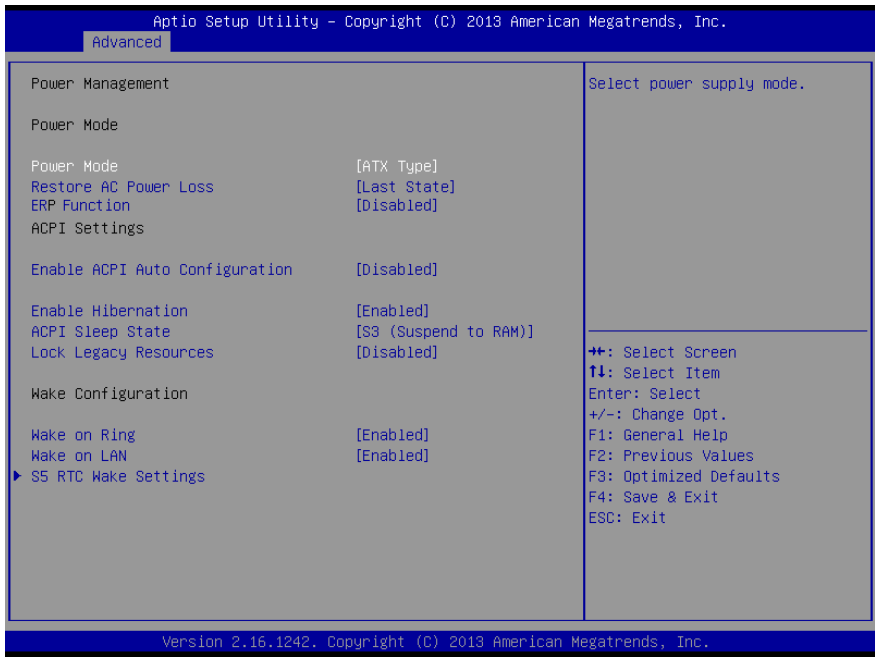 Aptio Setup Utility – Copyright (C) 2013 American Megatrends, Inc.
Advanced
Power Management
Power Mode
Power Mode [ATX Type]
Restore AC Power Loss [Last State]
ERP Function [Disabled]
ACPI Settings
Enable ACPI Auto Configuration [Disabled]
Enable Hibernation [Enabled]
ACPI Sleep State [S3 (Suspend to RAM)]
Lock Legacy Resources [Disabled]
Wake Configuration
Wake on Ring [Enabled]
Wake on LAN [Enabled]
S5 RTC Wake Settings
Select power supply mode.
→←: Select Screen
↑↓: Select Item
Enter: Select
+/-: Change Opt.
F1: General Help
F2: Previous Values
F3: Optimized Defaults
F4: Save & Exit
ESC: Exit
Version 2.16.1242. Copyright (C) 2013 American Megatrends, Inc.